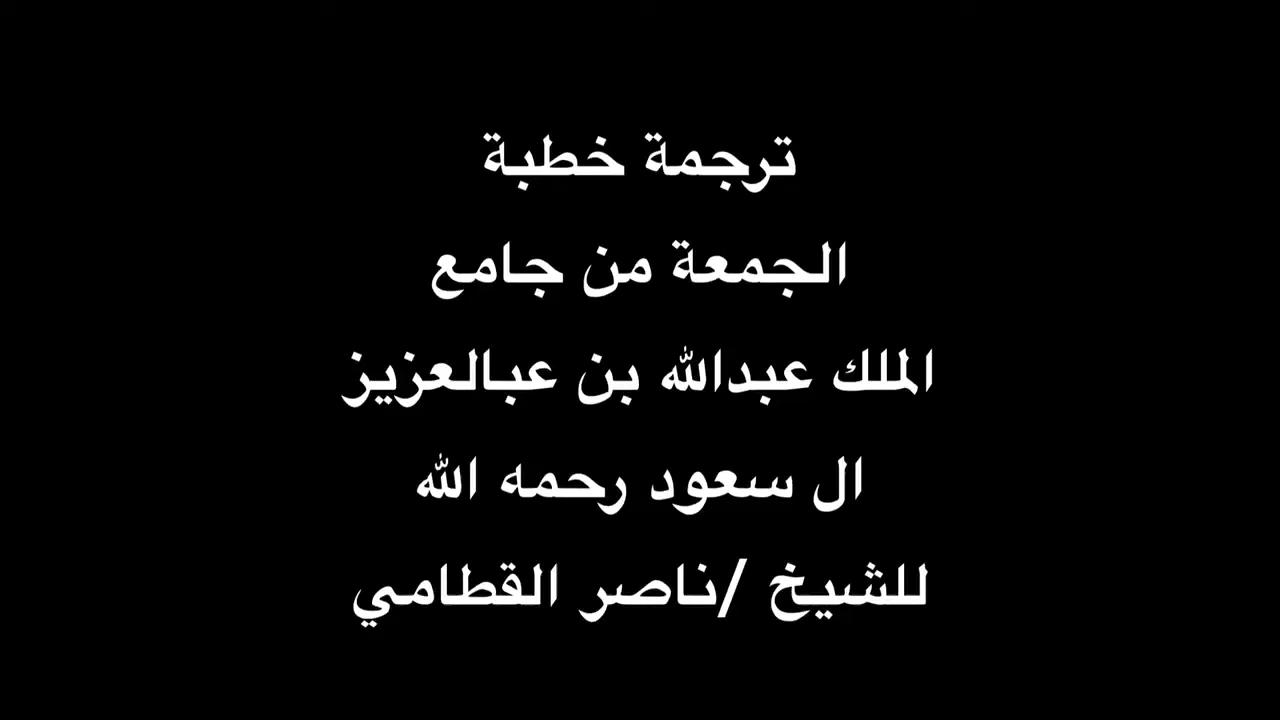 ترجمة خطبة
الجمعة من جامع
الملك عبدالله بن عبالعزيز
ال سعود رحمه الله
للشيخ /ناصر القطامي